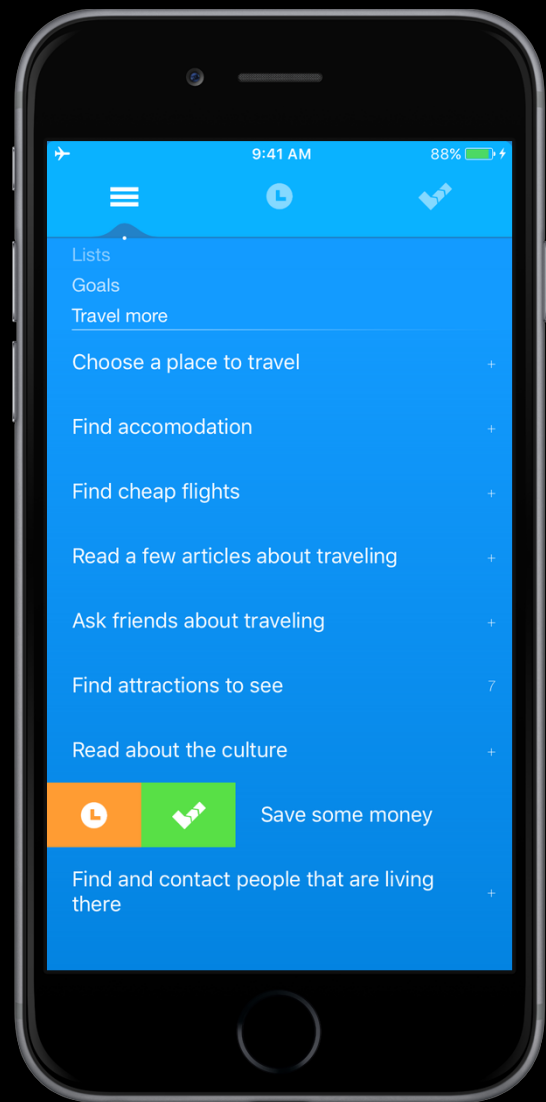 9:41 AM
88%
Lists
Goals
Travel more
Choose a place to travel +
Find accomodation +
Find cheap flights +
Read a few articles about traveling +
Ask friends about traveling +
Find attractions to see 7
Read about the culture +
Save some money
Find and contact people that are living
there +